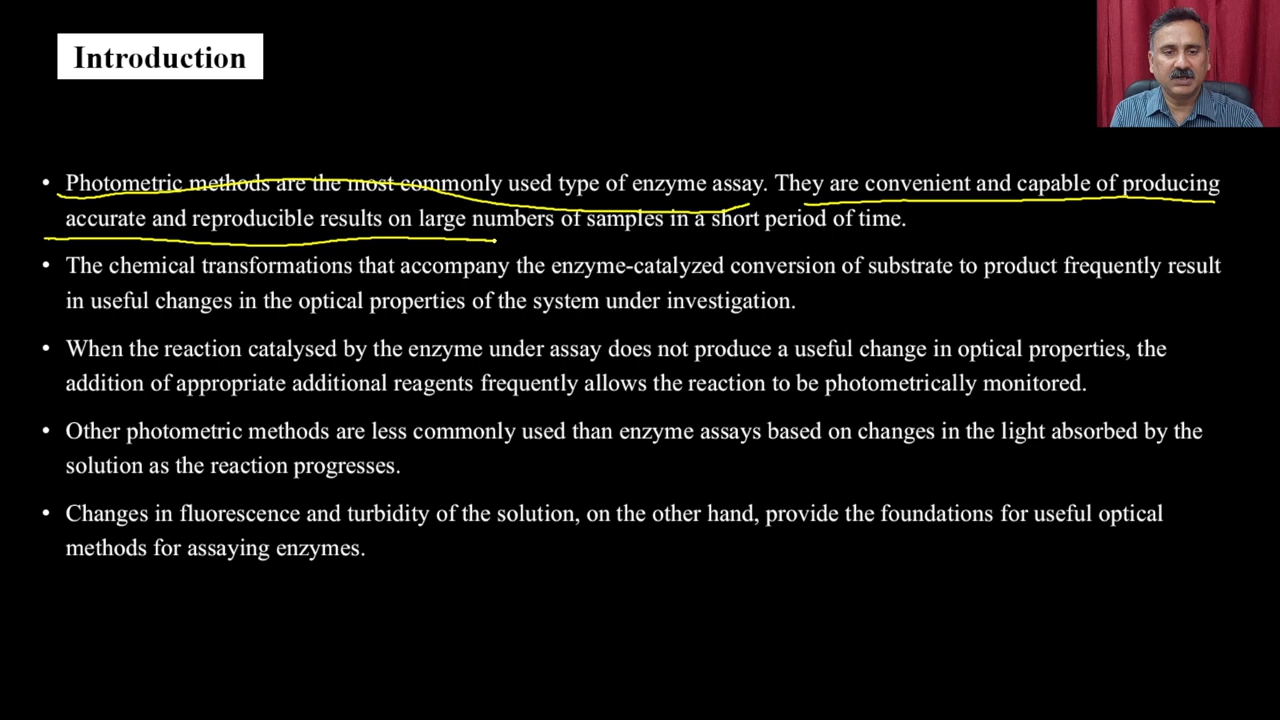 Introduction
• Photometric methods are the most commonly used type of enzyme assay. They are convenient and capable of producing
accurate and reproducible results on large numbers of samples in a short period of time.
• The chemical transformations that accompany the enzyme-catalyzed conversion of substrate to product frequently result
in useful changes in the optical properties of the system under investigation.
• When the reaction catalysed by the enzyme under assay does not produce a useful change in optical properties, the
addition of appropriate additional reagents frequently allows the reaction to be photometrically monitored.
• Other photometric methods are less commonly used than enzyme assays based on changes in the light absorbed by the
solution as the reaction progresses.
• Changes in fluorescence and turbidity of the solution, on the other hand, provide the foundations for useful optical
methods for assaying enzymes.